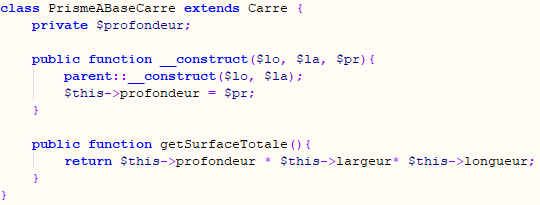 class PrismeABaseCarre extends Carre {
private $profondeur;
public function __construct($lo, $la, $pr){
parent::__construct($lo, $la);
$this->profondeur = $pr;
}
public function getSurfaceTotale(){
return $this->profondeur * $this->largeur* $this->longueur;
}
}